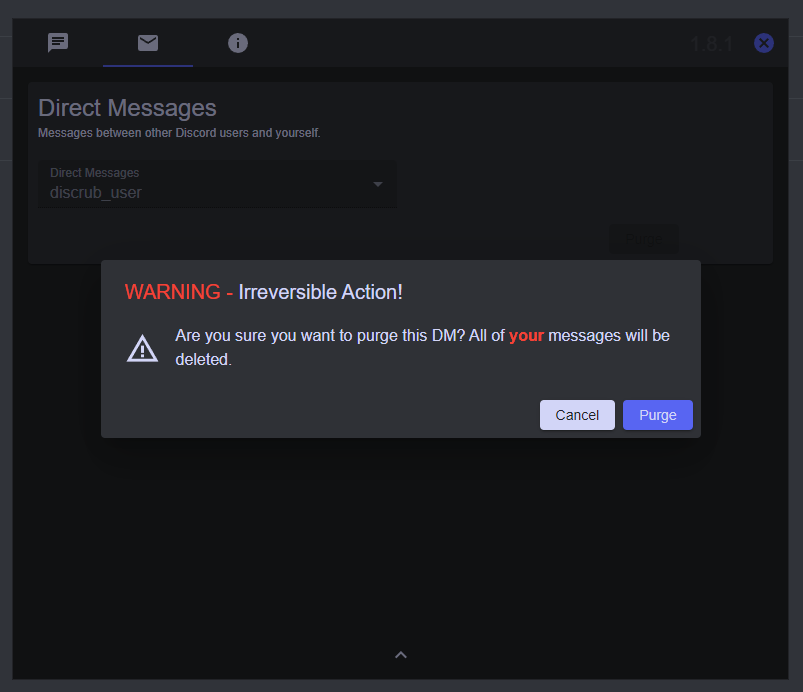 1.8.1
Direct Messages
Messages between other Discord users and yourself.
Direct Messages
discrub_user
Purge
WARNING - Irreversible Action!
Are you sure you want to purge this DM? All of your messages will be
deleted.
Cancel
Purge